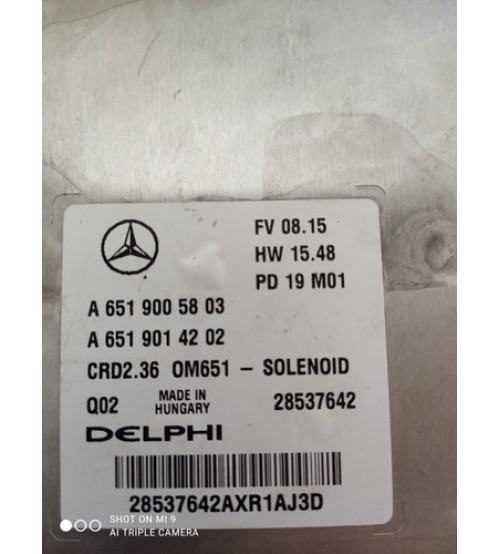 FV 08.15
HW 15.48
PD 19 M01
A 651 900 58 03
A 651 901 42 02
CRD2.36 OM651 – SOLENOID
Q02 MADE IN HUNGARY 28537642
DELPHI
28537642AXR1AJ3D
SHOT ON MI 9
AI TRIPLE CAMERA